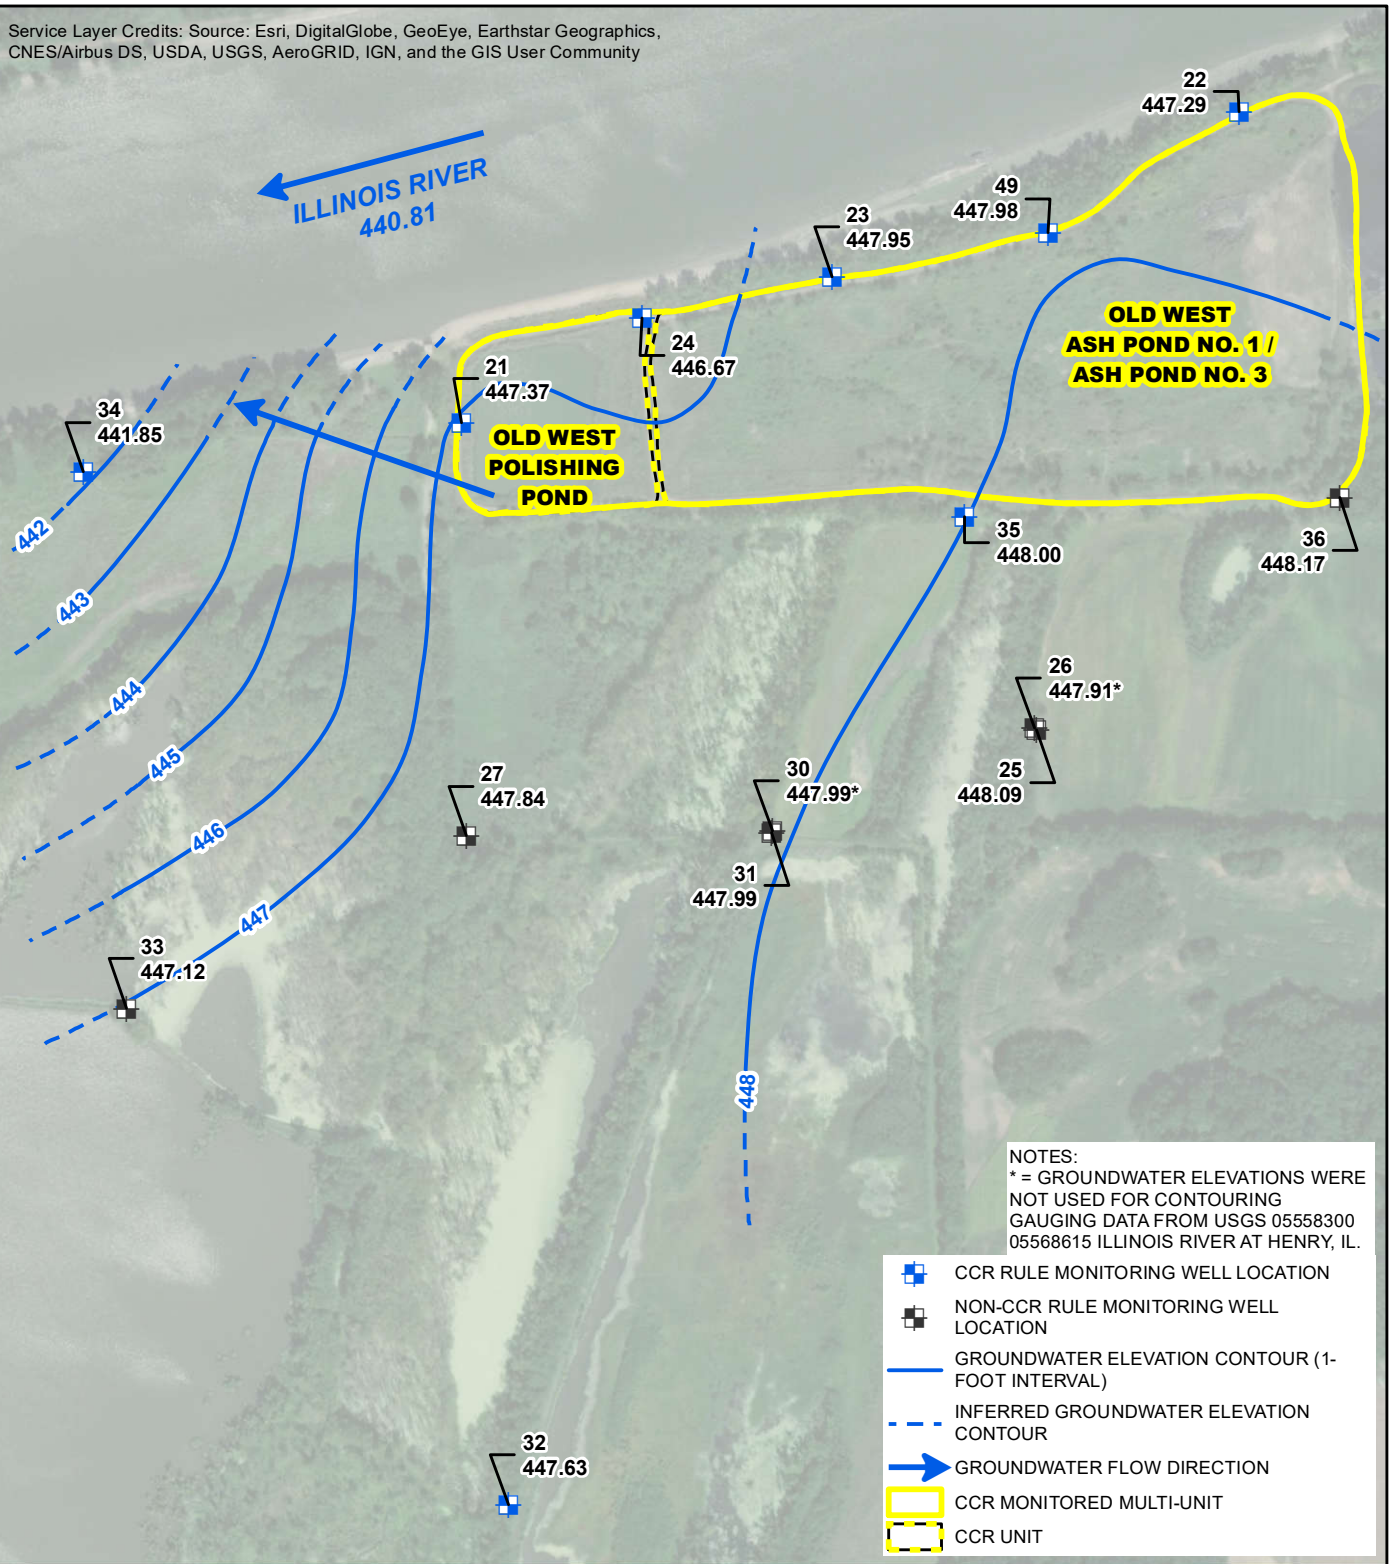 Service Layer Credits: Source: Esri, DigitalGlobe, GeoEye, Earthstar Geographics,
CNES/Airbus DS, USDA, USGS, AeroGRID, IGN, and the GIS User Community
22
447.29
ILLINOIS RIVER
440.81
49
447.98
23
447.95
OLD WEST
ASH POND NO. 1 /
ASH POND NO. 3
24
446.67
21
447.37
34
441.85
OLD WEST
POLISHING
POND
442
35
448.00
36
448.17
443
26
447.91*
444
445
27
447.84
30
447.99*
25
448.09
446
31
447.99
447
33
447.12
448
NOTES:
* = GROUNDWATER ELEVATIONS WERE
NOT USED FOR CONTOURING
GAUGING DATA FROM USGS 05558300
05568615 ILLINOIS RIVER AT HENRY, IL.
CCR RULE MONITORING WELL LOCATION
NON-CCR RULE MONITORING WELL
LOCATION
GROUNDWATER ELEVATION CONTOUR (1-
FOOT INTERVAL)
INFERRED GROUNDWATER ELEVATION
CONTOUR
GROUNDWATER FLOW DIRECTION
CCR MONITORED MULTI-UNIT
CCR UNIT
32
447.63